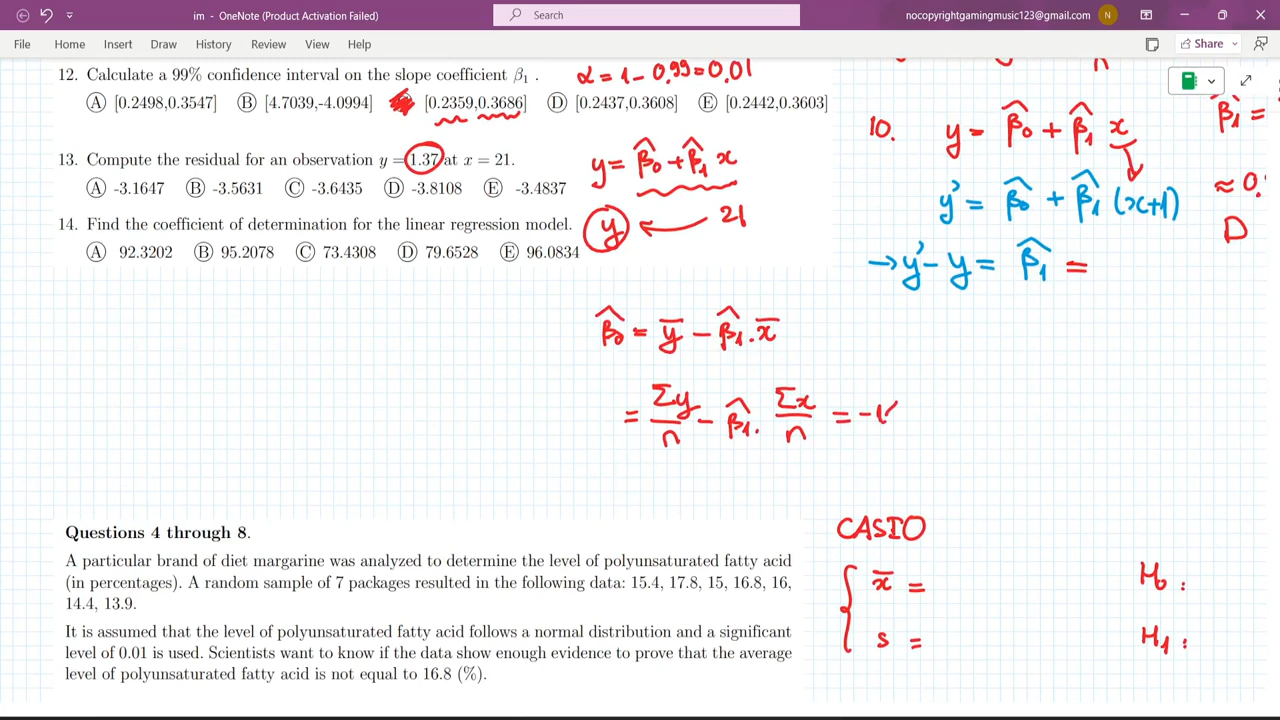 im - OneNote (Product Activation Failed)
Search
nocopyrightgamingmusic123@gmail.com
N
File Home Insert Draw History Review View Help
Share
12. Calculate a 99% confidence interval on the slope coefficient β₁ .
α = 1 - 0.99 = 0.01
Ⓐ [0.2498,0.3547] Ⓑ [4.7039,-4.0994] [0.2359,0.3686] Ⓓ [0.2437,0.3608] Ⓔ [0.2442,0.3603]
13. Compute the residual for an observation y = 1.37 at x = 21.
Ⓐ -3.1647 Ⓑ -3.5631 Ⓒ -3.6435 Ⓓ -3.8108 Ⓔ -3.4837
y = β̂₀ + β̂₁ x
14. Find the coefficient of determination for the linear regression model.
Ⓐ 92.3202 Ⓑ 95.2078 Ⓒ 73.4308 Ⓓ 79.6528 Ⓔ 96.0834
y ← 21
β̂₀ = y̅ - β̂₁ . x̅
= Σy/n - β̂₁ . Σx/n = -
n
10. y = β̂₀ + β̂₁ x
y' = β̂₀ + β̂₁ (x+1)
→ y' - y = β̂₁ =
β̂₁ =
≈ 0.
D
Questions 4 through 8.
A particular brand of diet margarine was analyzed to determine the level of polyunsaturated fatty acid
(in percentages). A random sample of 7 packages resulted in the following data: 15.4, 17.8, 15, 16.8, 16,
14.4, 13.9.
It is assumed that the level of polyunsaturated fatty acid follows a normal distribution and a significant
level of 0.01 is used. Scientists want to know if the data show enough evidence to prove that the average
level of polyunsaturated fatty acid is not equal to 16.8 (%).
CASIO
x̅ =
s =
H₀ :
H₁ :